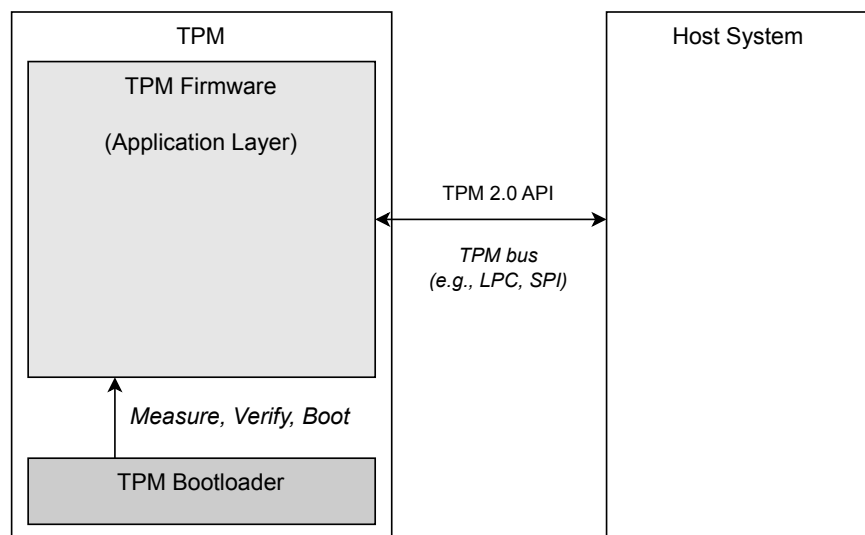 TPM
TPM Firmware
(Application Layer)
Measure, Verify, Boot
TPM Bootloader
TPM 2.0 API
TPM bus
(e.g., LPC, SPI)
Host System